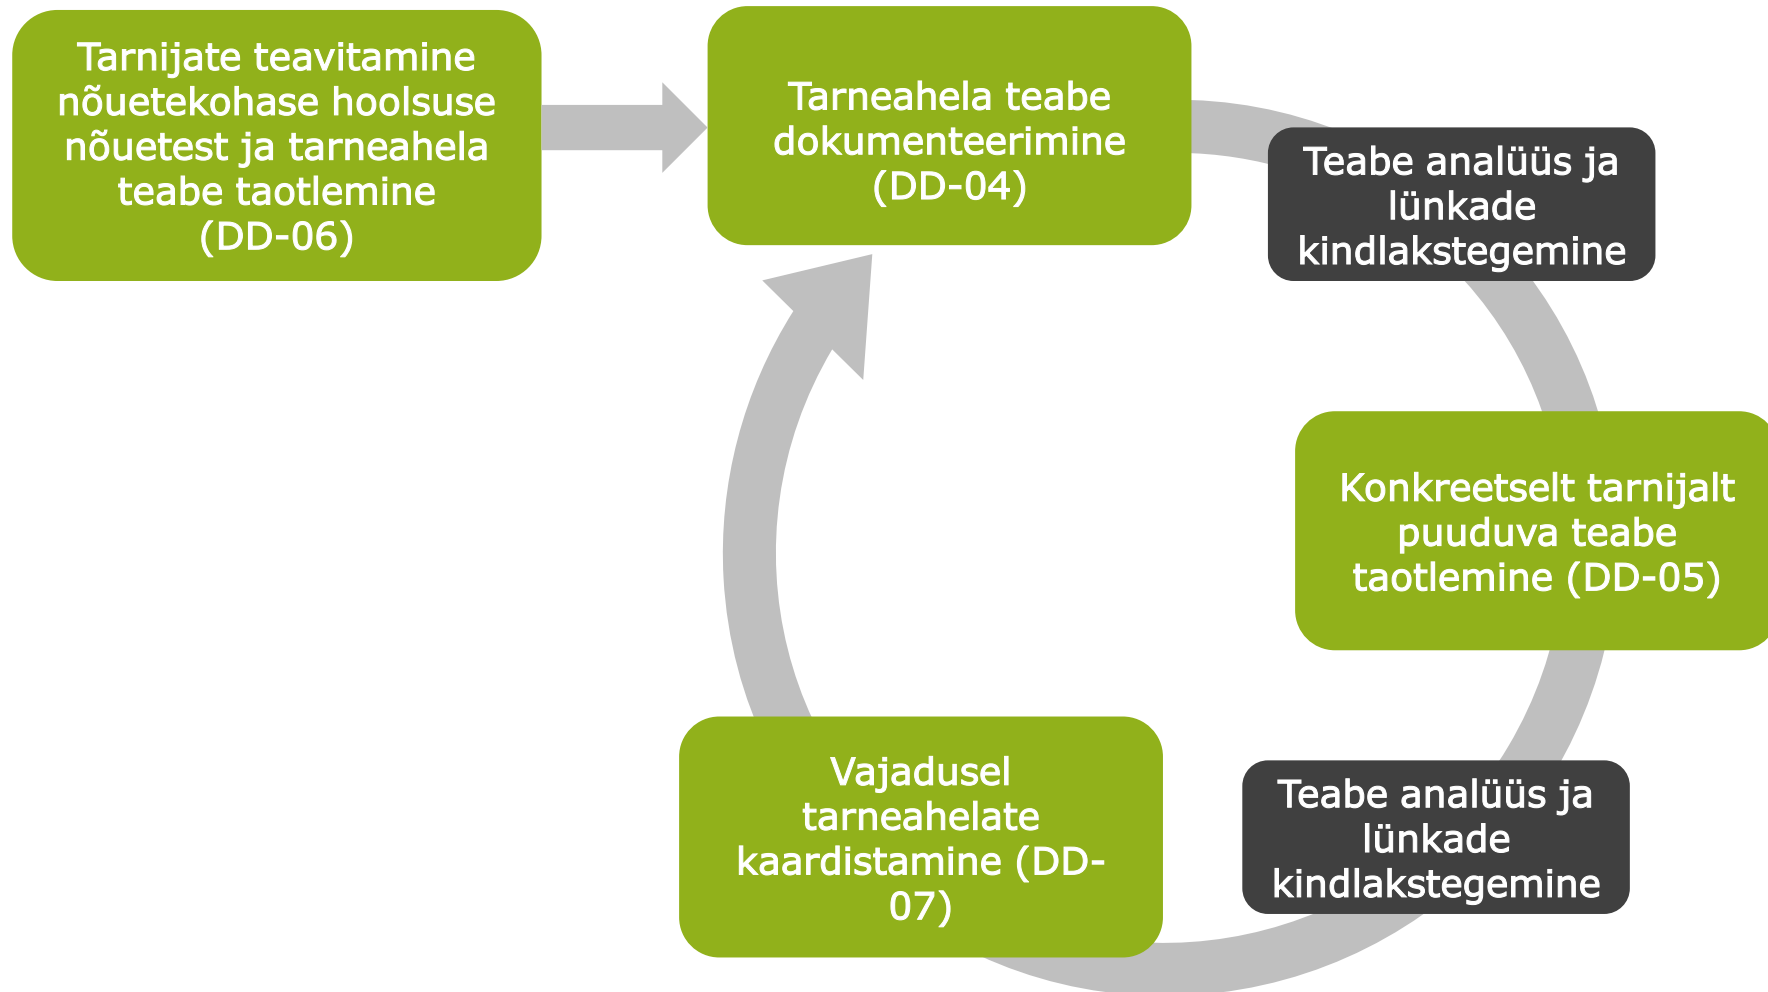 Tarnijate teavitamine
nõuetekohase hoolsuse
nõuetest ja tarneahela
teabe taotlemine
(DD-06)
Tarneahela teabe
dokumenteerimine
(DD-04)
Teabe analüüs ja
lünkade
kindlakstegemine
Konkreetselt tarnijalt
puuduva teabe
taotlemine (DD-05)
Teabe analüüs ja
lünkade
kindlakstegemine
Vajadusel
tarneahelate
kaardistamine (DD-
07)